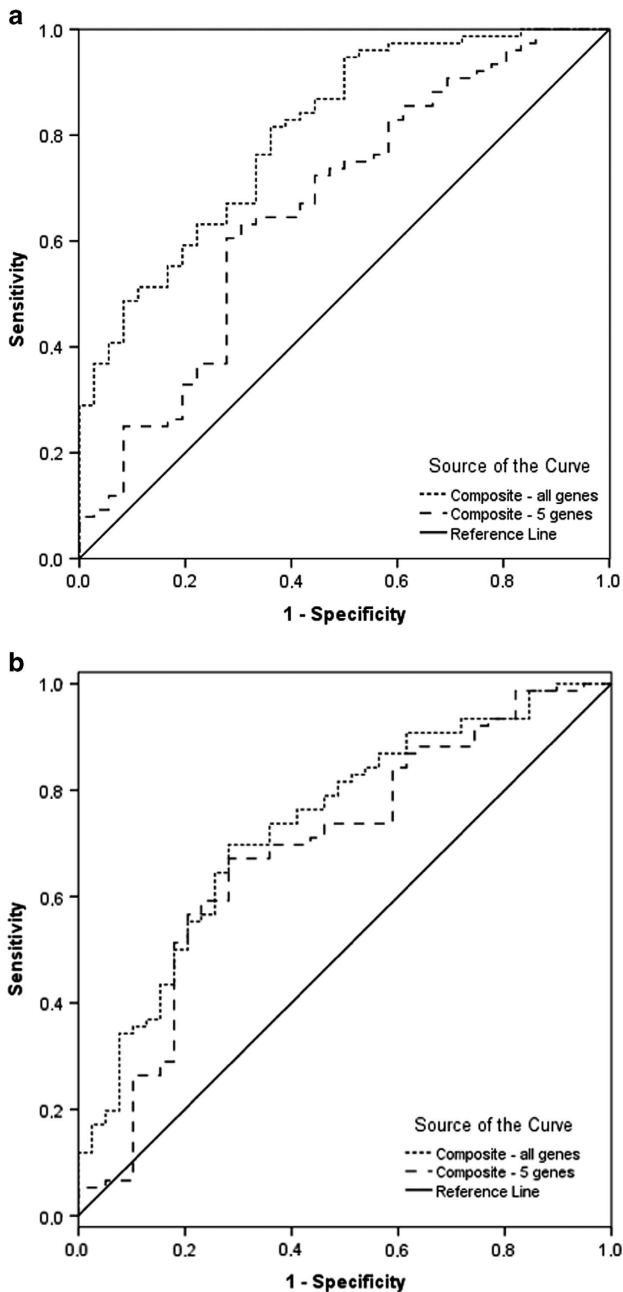 a
1.0
0.8
0.6
0.4
0.2
0.0
Sensitivity
Source of the Curve
Composite - all genes
Composite - 5 genes
Reference Line
0.0 0.2 0.4 0.6 0.8 1.0
1 - Specificity
b
1.0
0.8
0.6
0.4
0.2
0.0
Sensitivity
Source of the Curve
Composite - all genes
Composite - 5 genes
Reference Line
0.0 0.2 0.4 0.6 0.8 1.0
1 - Specificity